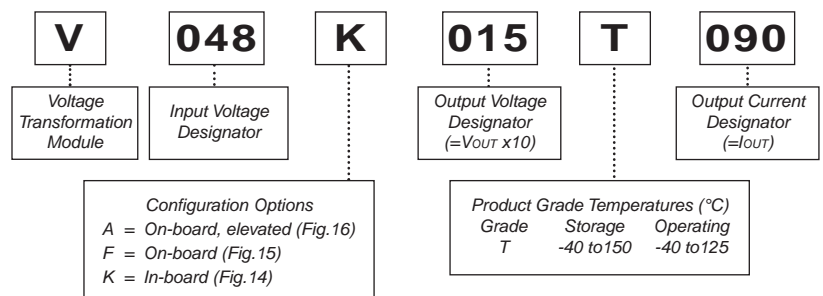 V 048 K 015 T 090
Voltage
Transformation
Module
Input Voltage
Designator
Output Voltage
Designator
(=VOUT x10)
Output Current
Designator
(=IOUT)
Configuration Options
A = On-board, elevated (Fig.16)
F = On-board (Fig.15)
K = In-board (Fig.14)
Product Grade Temperatures (°C)
Grade Storage Operating
T -40 to150 -40 to125